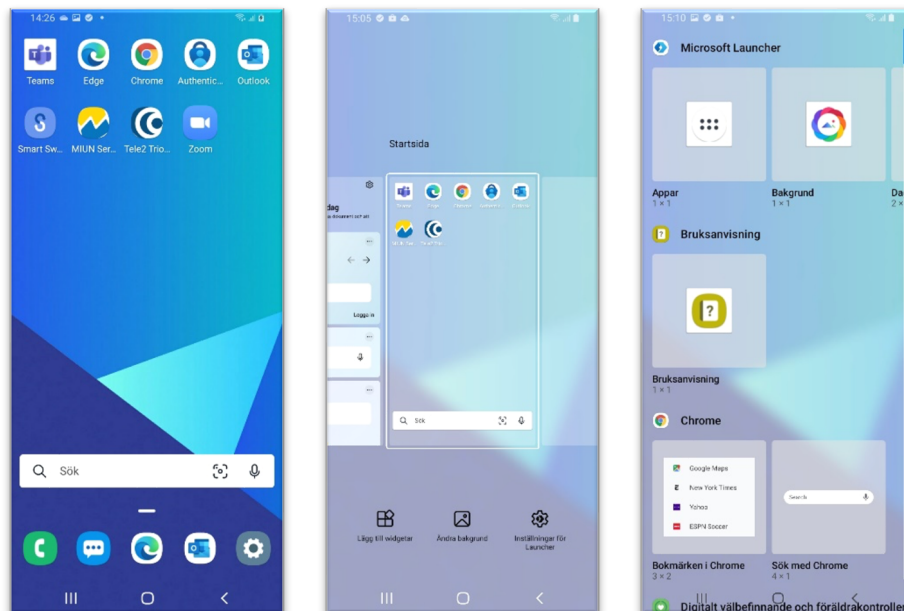 14:26
Teams
Edge
Chrome
Authentic...
Outlook
Smart Sw...
MIUN Ser...
Tele2 Trio...
Zoom
Sök
15:05
Startsida
dag
Logga in
Sök
Lägg till widgetar
Ändra bakgrund
Inställningar för
Launcher
15:10
Microsoft Launcher
Appar
1 × 1
Bakgrund
1 × 1
Da
2 ×
Bruksanvisning
Bruksanvisning
1 × 1
Chrome
Google Maps
New York Times
Yahoo
ESPN Soccer
Search
Bokmärken i Chrome
3 × 2
Sök med Chrome
4 × 1
Digitalt välbefinnande och föräldrakontroller